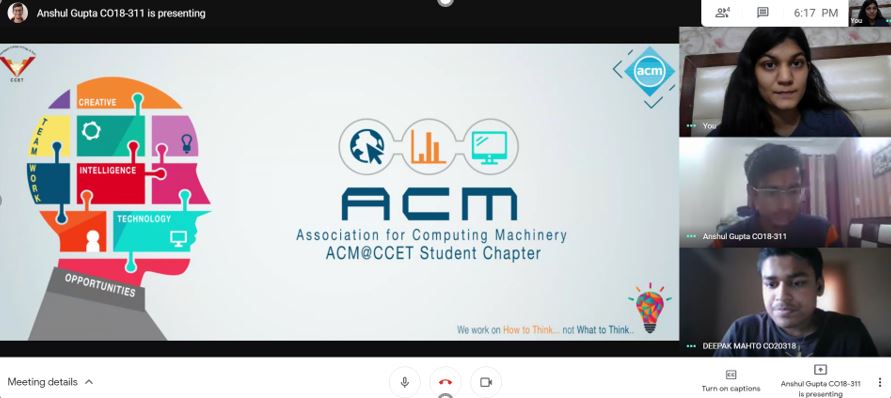 Anshul Gupta CO18-311 is presenting
4
6:17 PM
You
CCET
CREATIVE
TEAM
WORK
INTELLIGENCE
TECHNOLOGY
OPPORTUNITIES
acm
ACM
Association for Computing Machinery
ACM@CCET Student Chapter
We work on How to Think... not What to Think..
You
Anshul Gupta CO18-311
DEEPAK MAHTO CO20318
Meeting details
CC
Turn on captions
Anshul Gupta CO18-311
is presenting